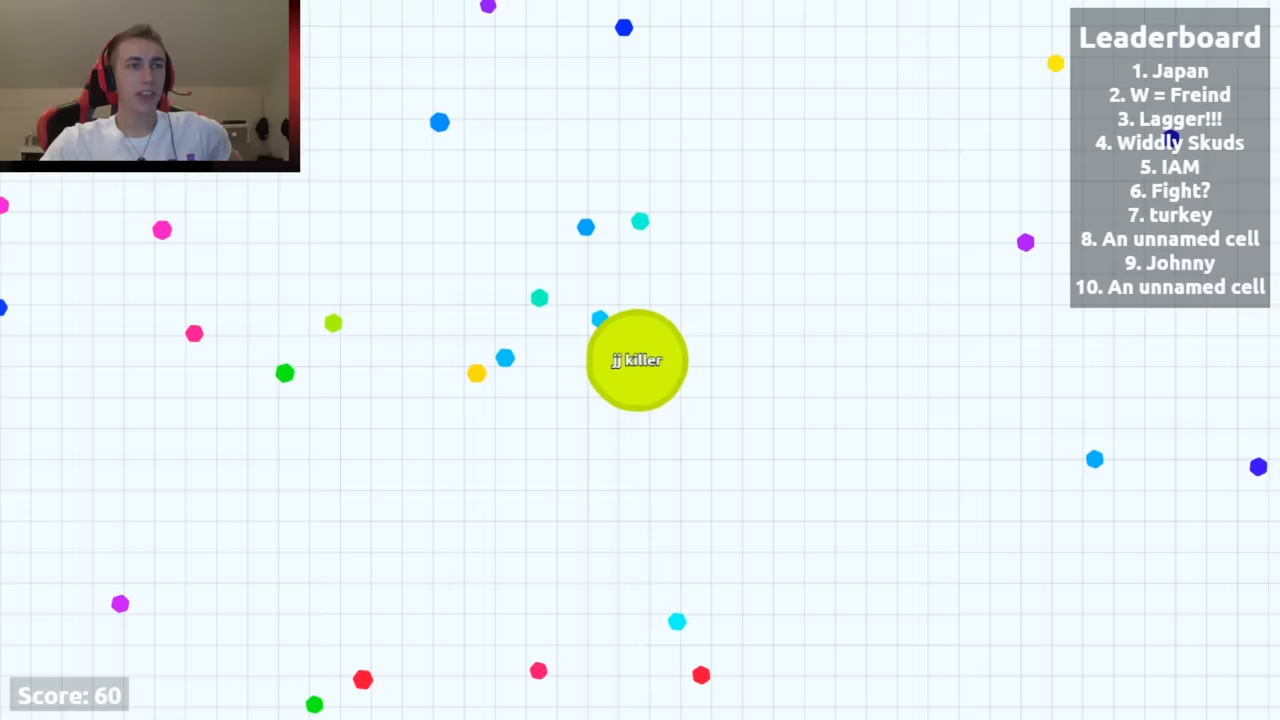 Leaderboard
1. Japan
2. W = Freind
3. Lagger!!!
4. Widdly Skuds
5. IAM
6. Fight?
7. turkey
8. An unnamed cell
9. Johnny
10. An unnamed cell
jj killer
Score: 60